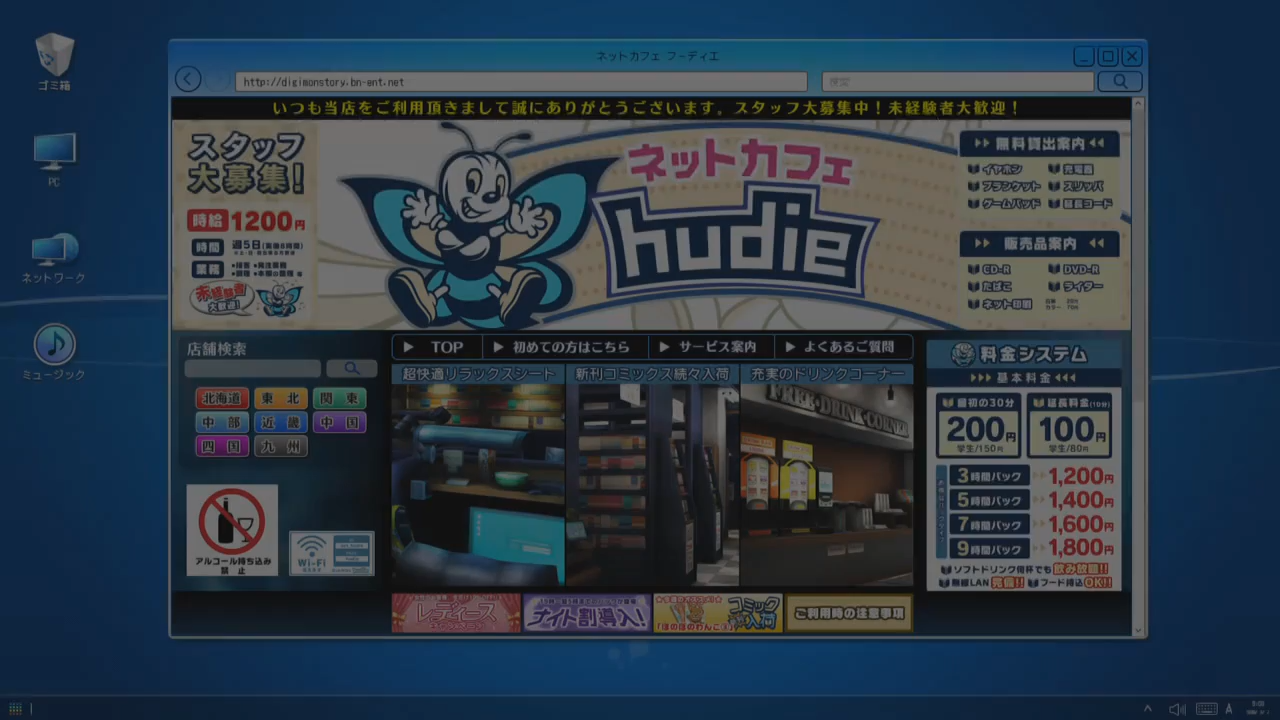 ネットカフェ フーディエ
http://digimonstory.bn-ent.net
検索
いつも当店をご利用頂きまして誠にありがとうございます。スタッフ大募集中！未経験者大歓迎！
ゴミ箱
PC
ネットワーク
ミュージック
スタッフ
大募集!
時給1200円
時間 週5日(実働8時間)
業務
未経験者
大歓迎!
ネットカフェ
hudie
無料貸出案内
イヤホン 充電器
ブランケット スリッパ
ゲームパッド 延長コード
販売品案内
CD-R DVD-R
たばこ ライター
ネット印刷
店舗検索
北海道 東北 関東
中部 近畿 中国
四国 九州
アルコール持ち込み
禁止
Wi-Fi
TOP 初めての方はこちら サービス案内 よくあるご質問
超快適リラックスシート 新刊コミックス続々入荷 充実のドリンクコーナー
FREE DRINK CORNER
レディース
ナイト割導入!
コミック
入荷
ご利用時の注意事項
料金システム
基本料金
最初の30分 延長料金(10分)
200円 100円
学生/150円 学生/80円
3時間パック 1,200円
5時間パック 1,400円
7時間パック 1,600円
9時間パック 1,800円
ソフトドリンク何杯でも飲み放題!!
無線LAN完備!! フード持込OK!!
A